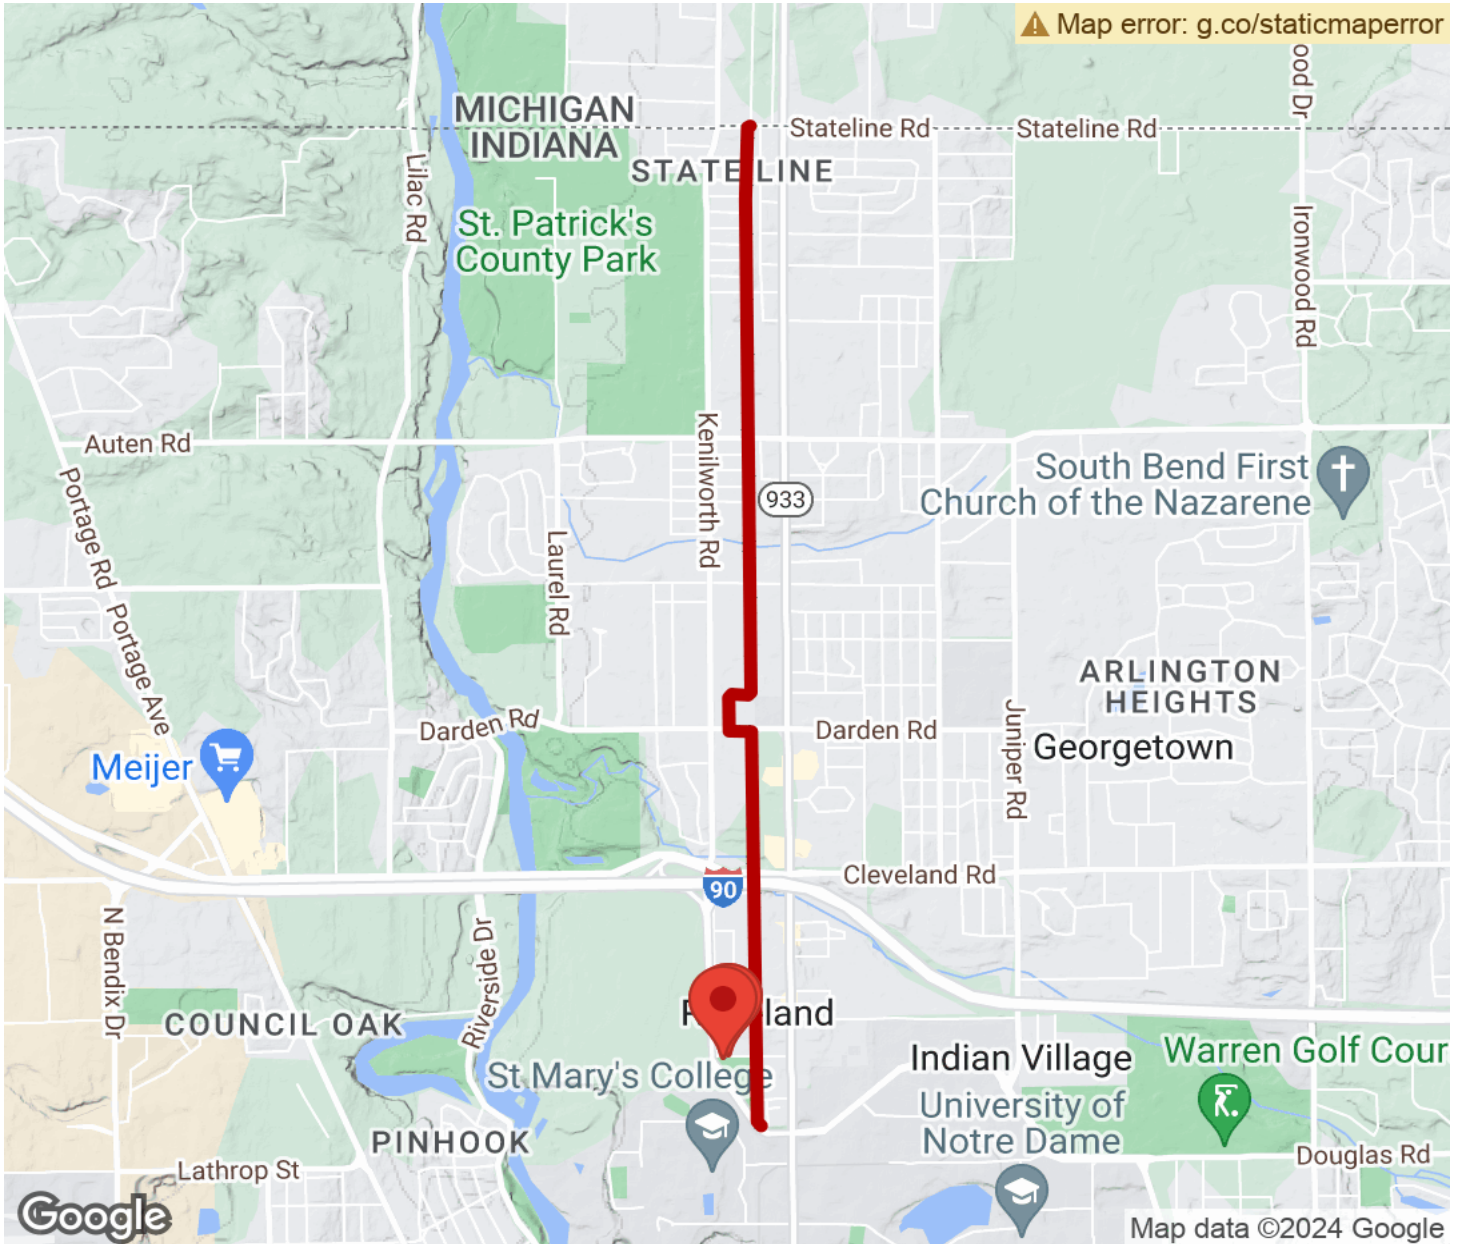 Map error: g.co/staticmaperror
MICHIGAN
INDIANA
Stateline Rd
Stateline Rd
STATE LINE
Lilac Rd
St. Patrick's
County Park
Ironwood Rd
Auten Rd
Kenilworth Rd
South Bend First
Church of the Nazarene
933
Portage Rd
Laurel Rd
Portage Ave
ARLINGTON
HEIGHTS
Darden Rd
Darden Rd
Juniper Rd
Georgetown
Meijer
Cleveland Rd
90
N Bendix Dr
Riverside Dr
COUNCIL OAK
land
Indian Village
Warren Golf Cour
St Mary's College
University of
Notre Dame
PINHOOK
Lathrop St
Douglas Rd
Google
Map data ©2024 Google